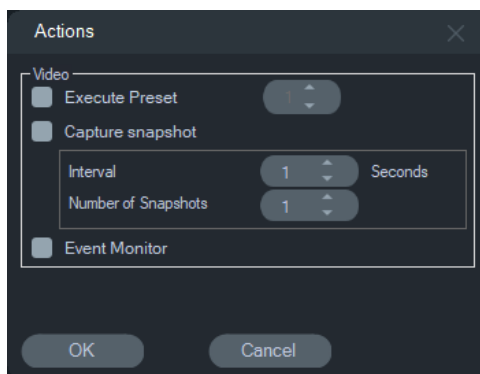 Actions
Video
Execute Preset 1
Capture snapshot
Interval 1 Seconds
Number of Snapshots 1
Event Monitor
OK Cancel